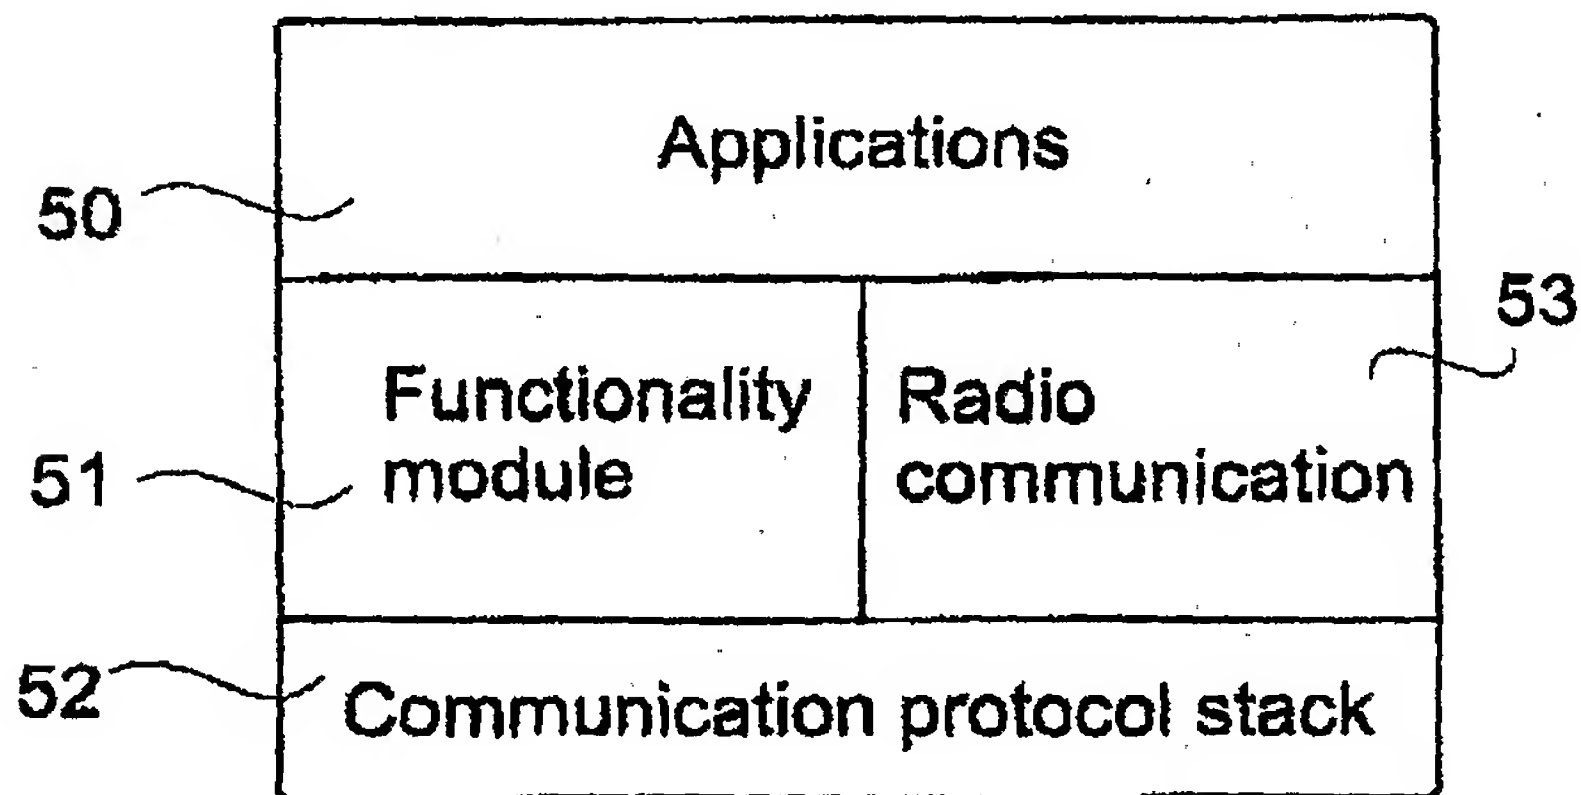 Applications
50
53
Functionality
module
Radio
communication
51
52
Communication protocol stack